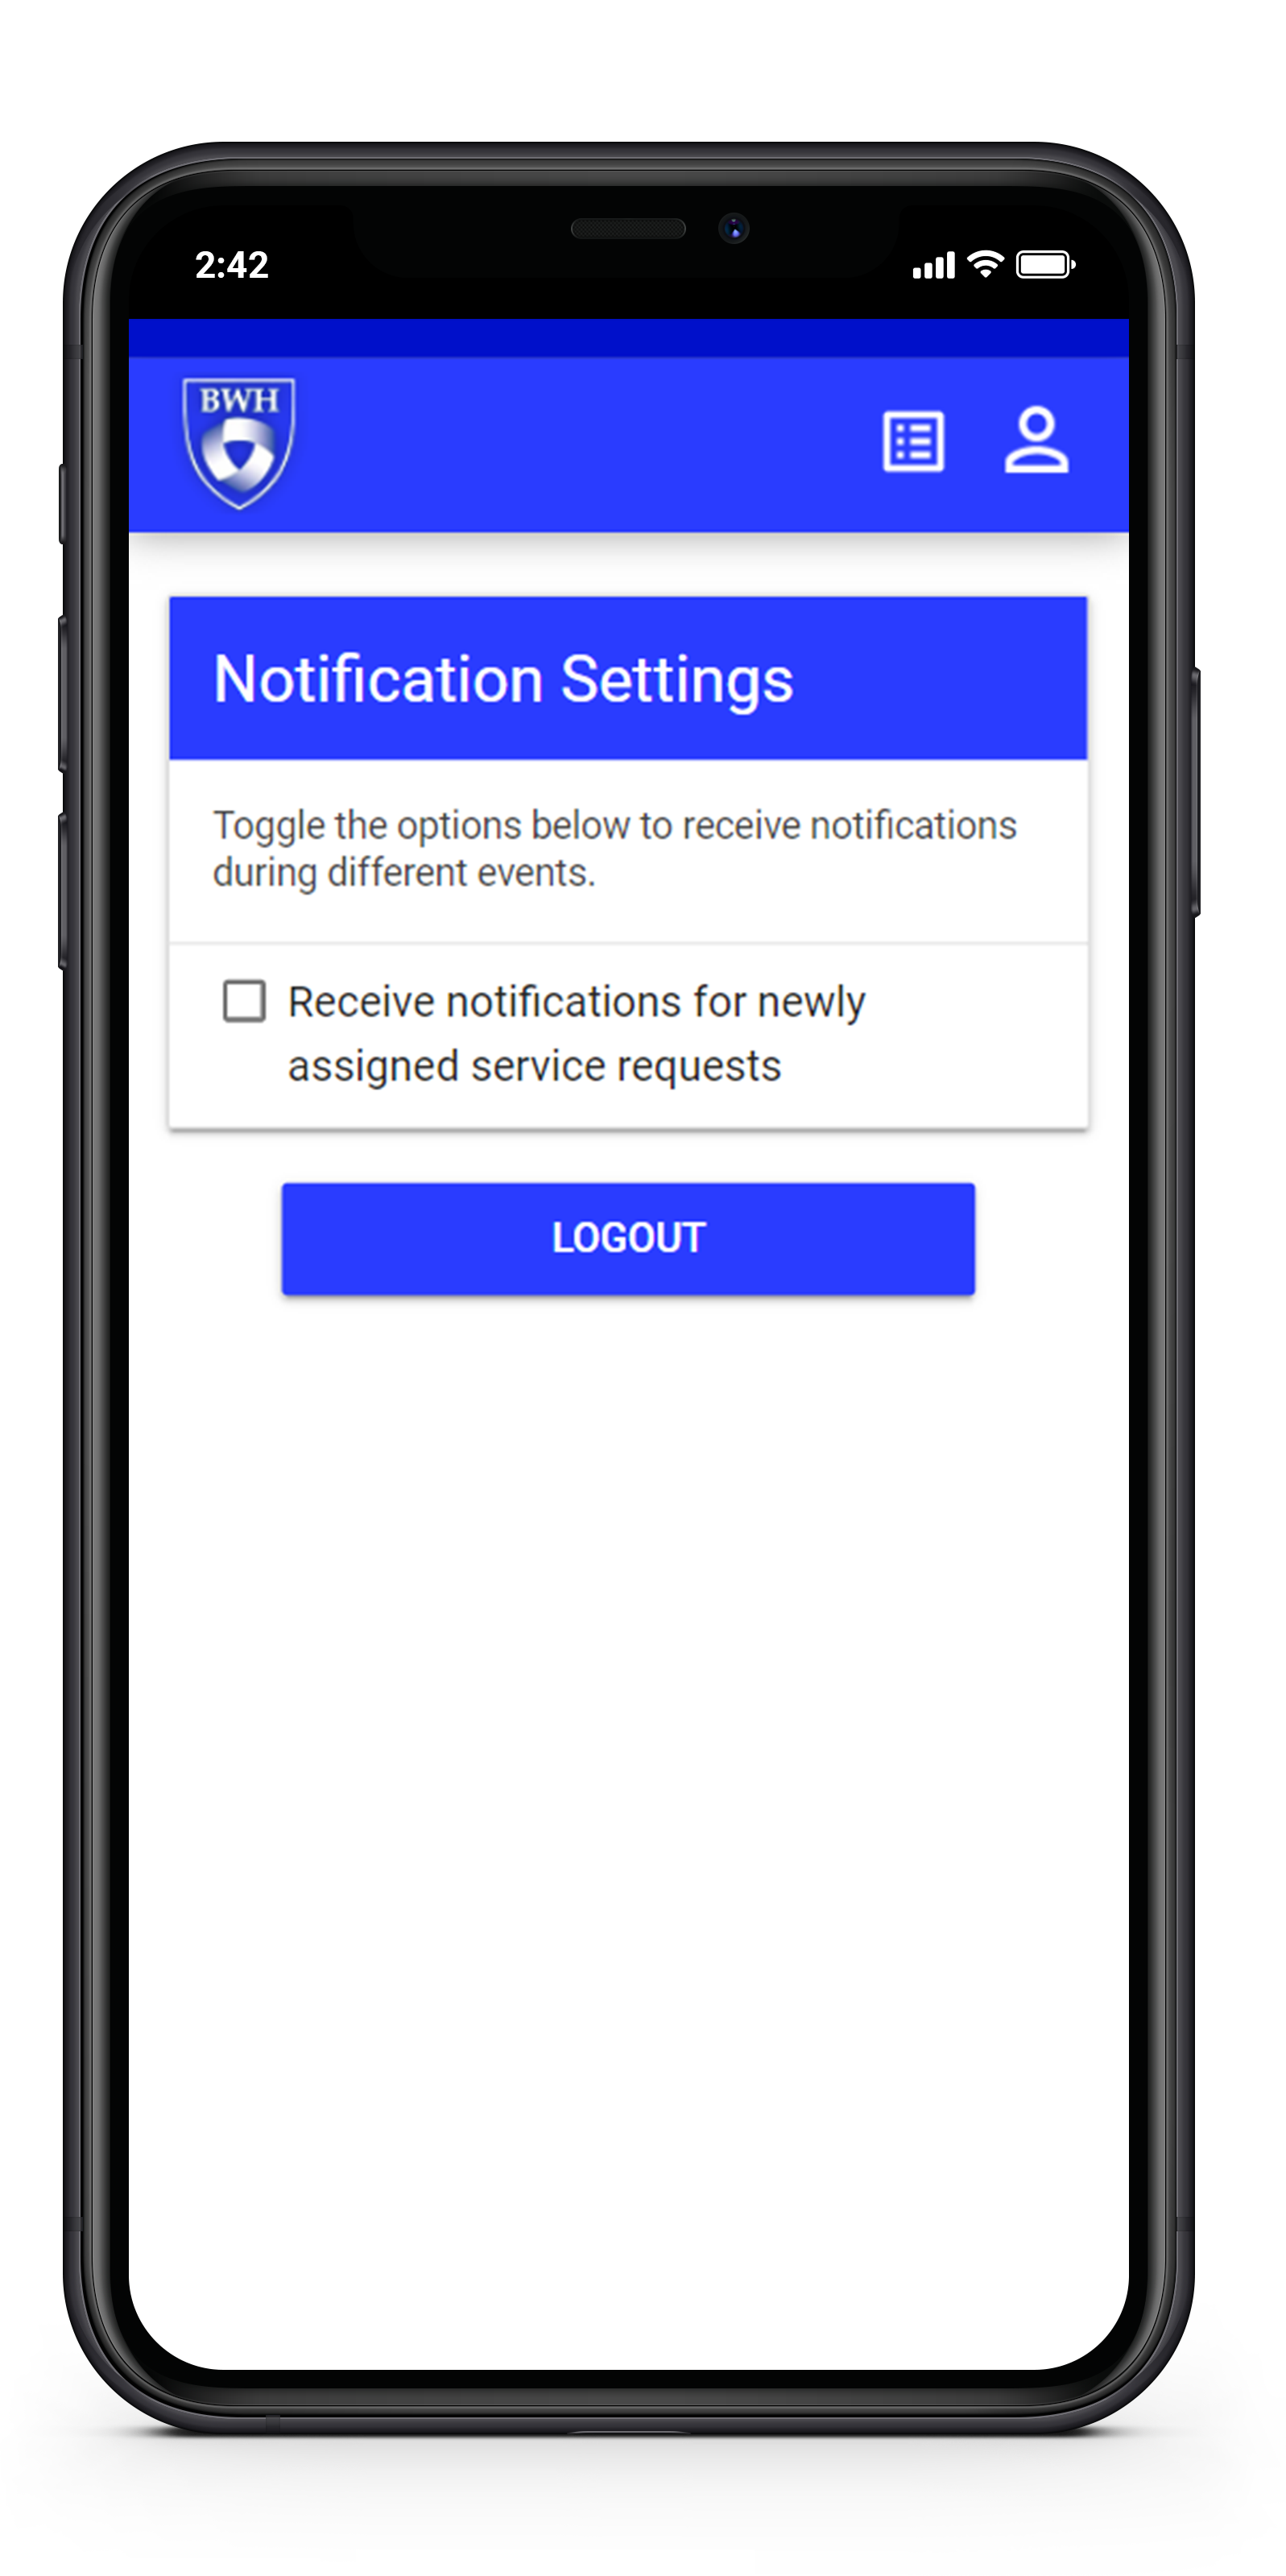 2:42
BWH
Notification Settings
Toggle the options below to receive notifications
during different events.
Receive notifications for newly
assigned service requests
LOGOUT